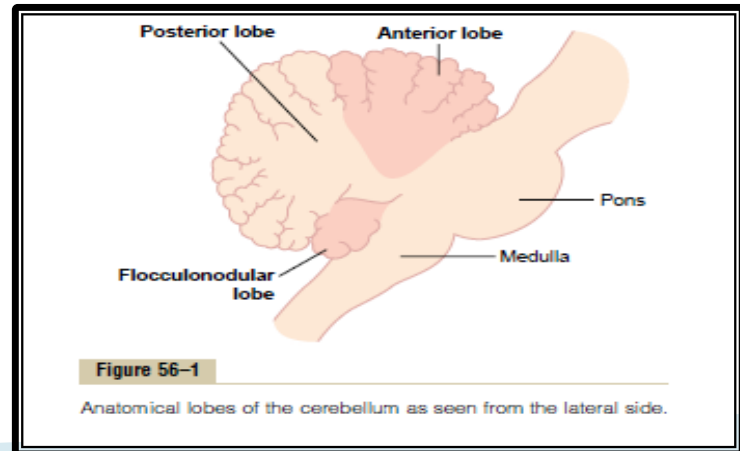 Posterior lobe
Anterior lobe
Pons
Medulla
Flocculonodular
lobe
Figure 56–1
Anatomical lobes of the cerebellum as seen from the lateral side.